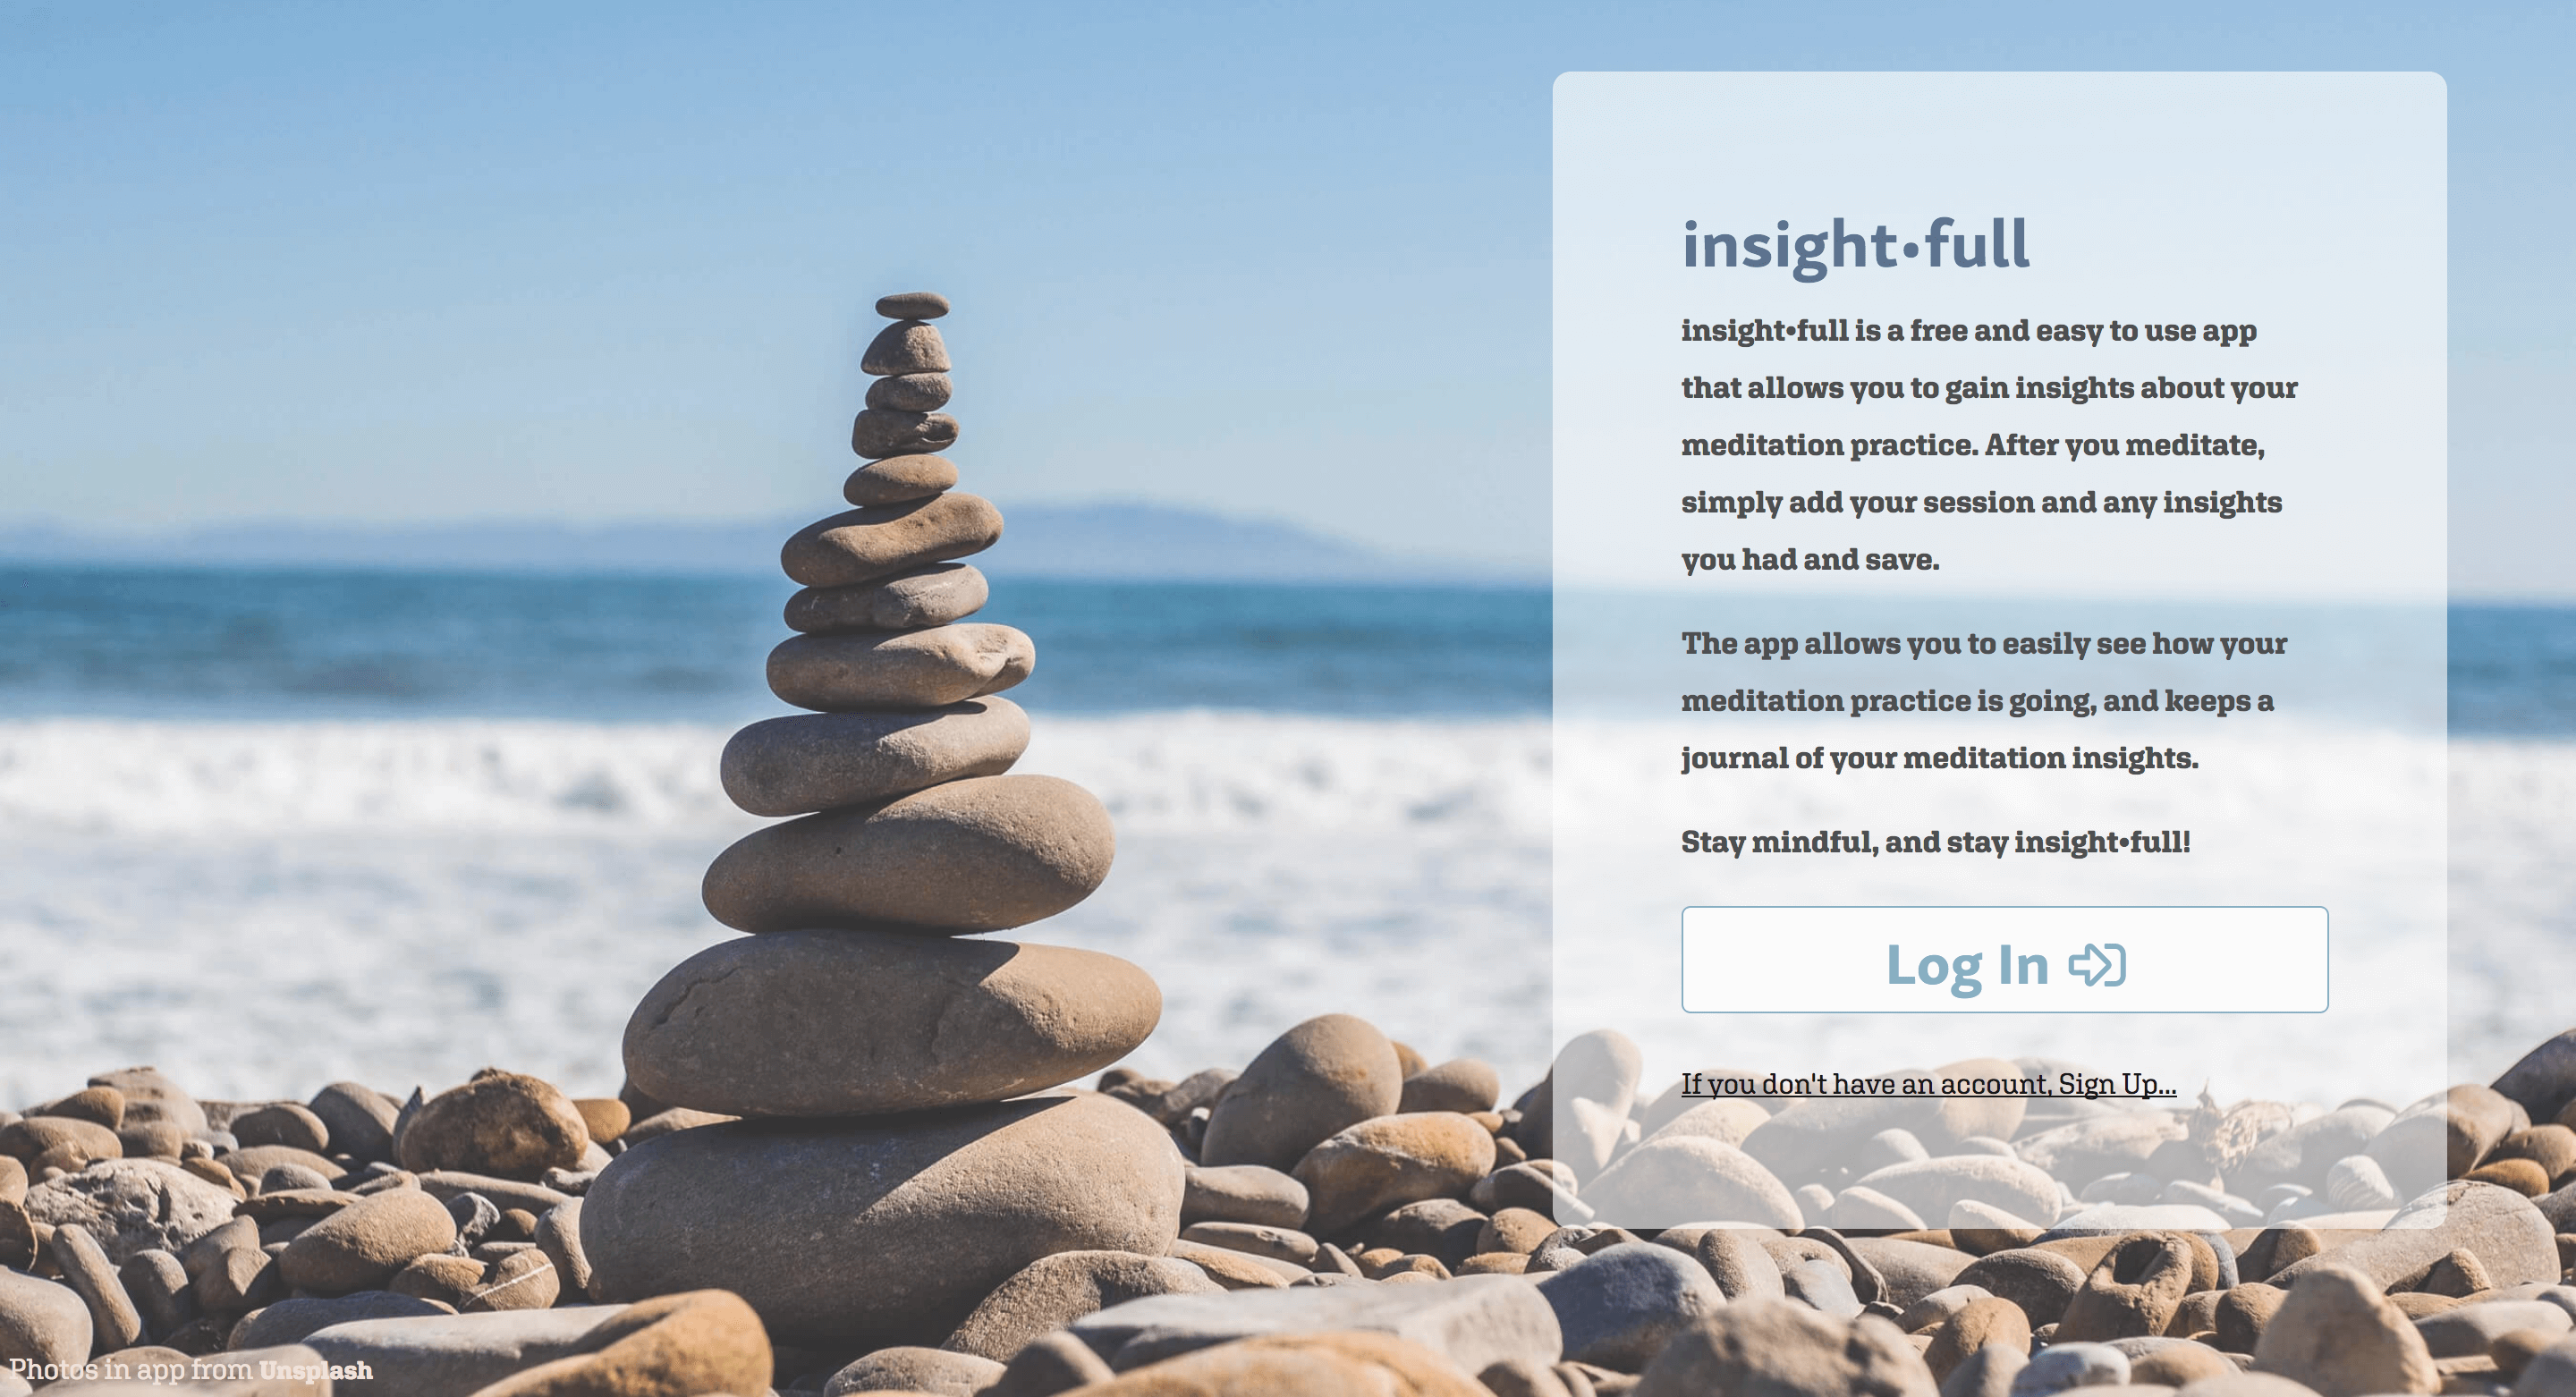 insight•full
insight•full is a free and easy to use app
that allows you to gain insights about your
meditation practice. After you meditate,
simply add your session and any insights
you had and save.
The app allows you to easily see how your
meditation practice is going, and keeps a
journal of your meditation insights.
Stay mindful, and stay insight•full!
Log In
If you don't have an account, Sign Up...
Photos in app from Unsplash